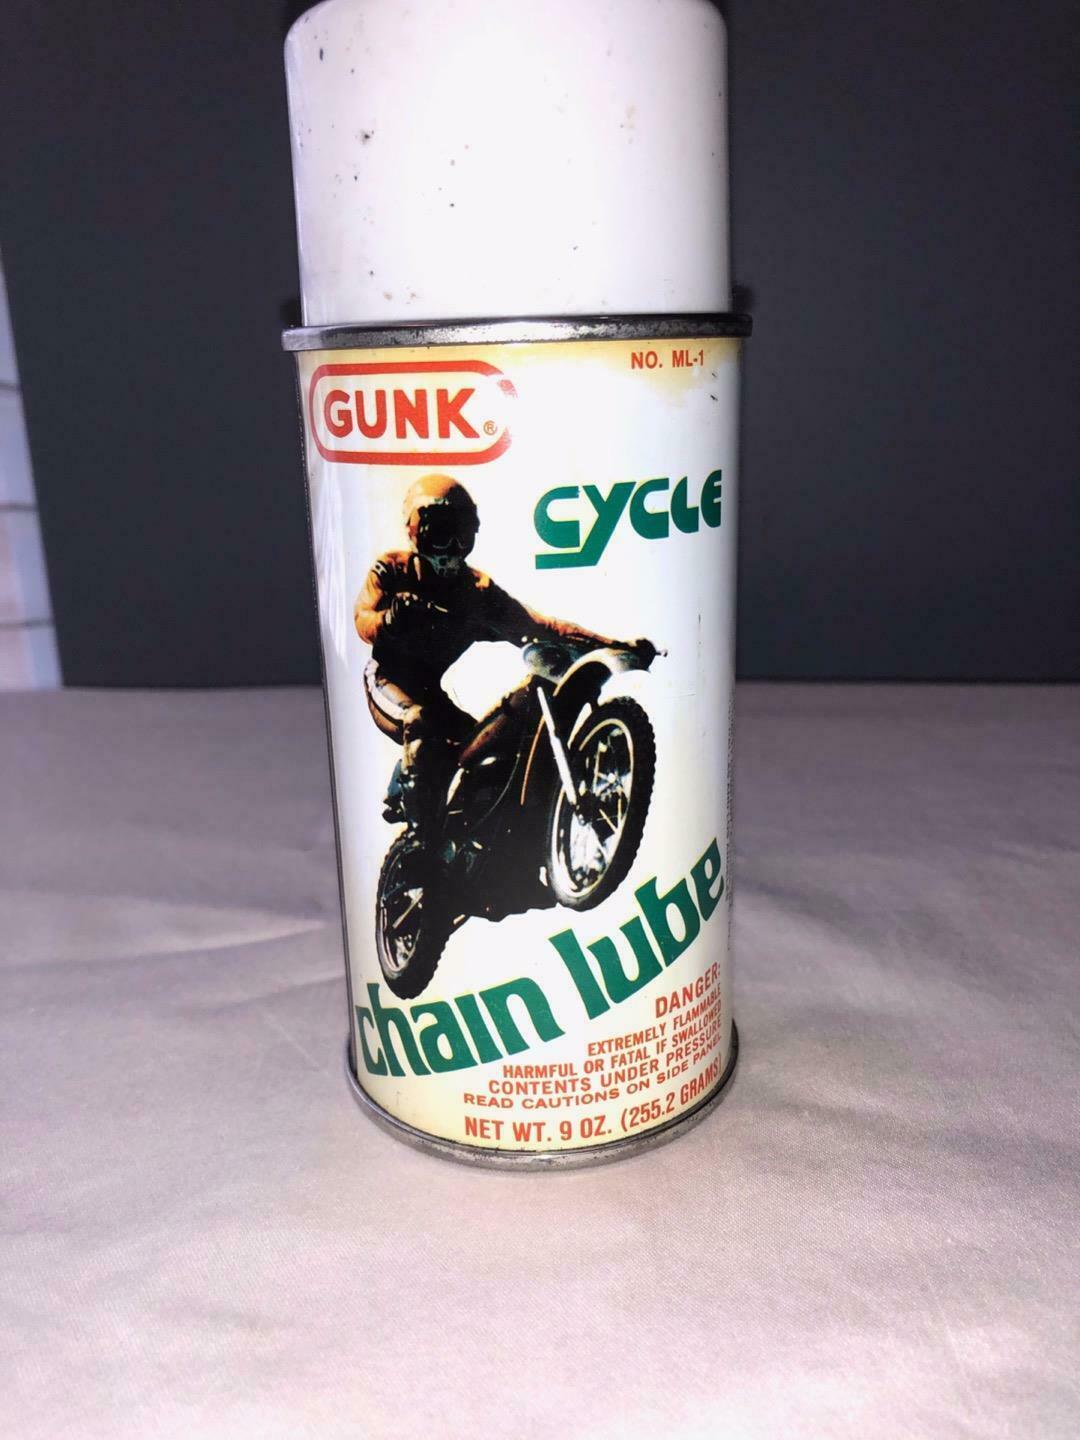 NO. ML-1
GUNK®
CYCLE
chain lube
DANGER:
EXTREMELY FLAMMABLE
HARMFUL OR FATAL IF SWALLOWED
CONTENTS UNDER PRESSURE
READ CAUTIONS ON SIDE PANEL
NET WT. 9 OZ. (255.2 GRAMS)